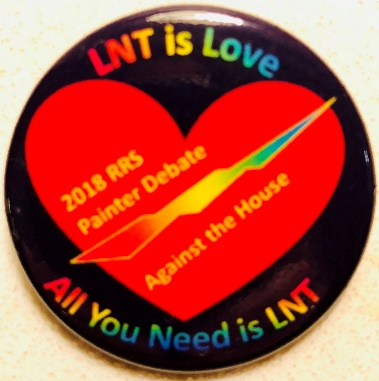 LNT is Love
2018 RRS
Painter Debate
Against the House
All You Need is LNT